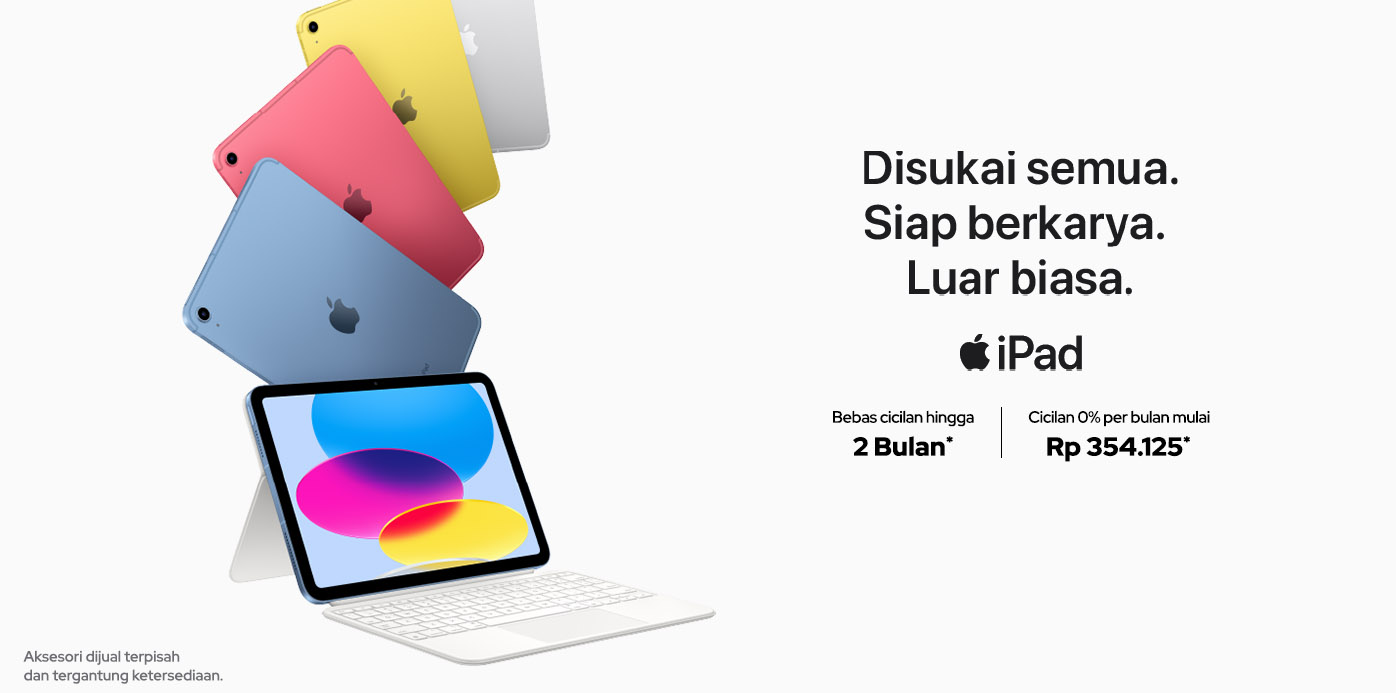 Disukai semua.
Siap berkarya.
Luar biasa.
iPad
Bebas cicilan hingga
2 Bulan*
Cicilan 0% per bulan mulai
Rp 354.125*
Aksesori dijual terpisah
dan tergantung ketersediaan.